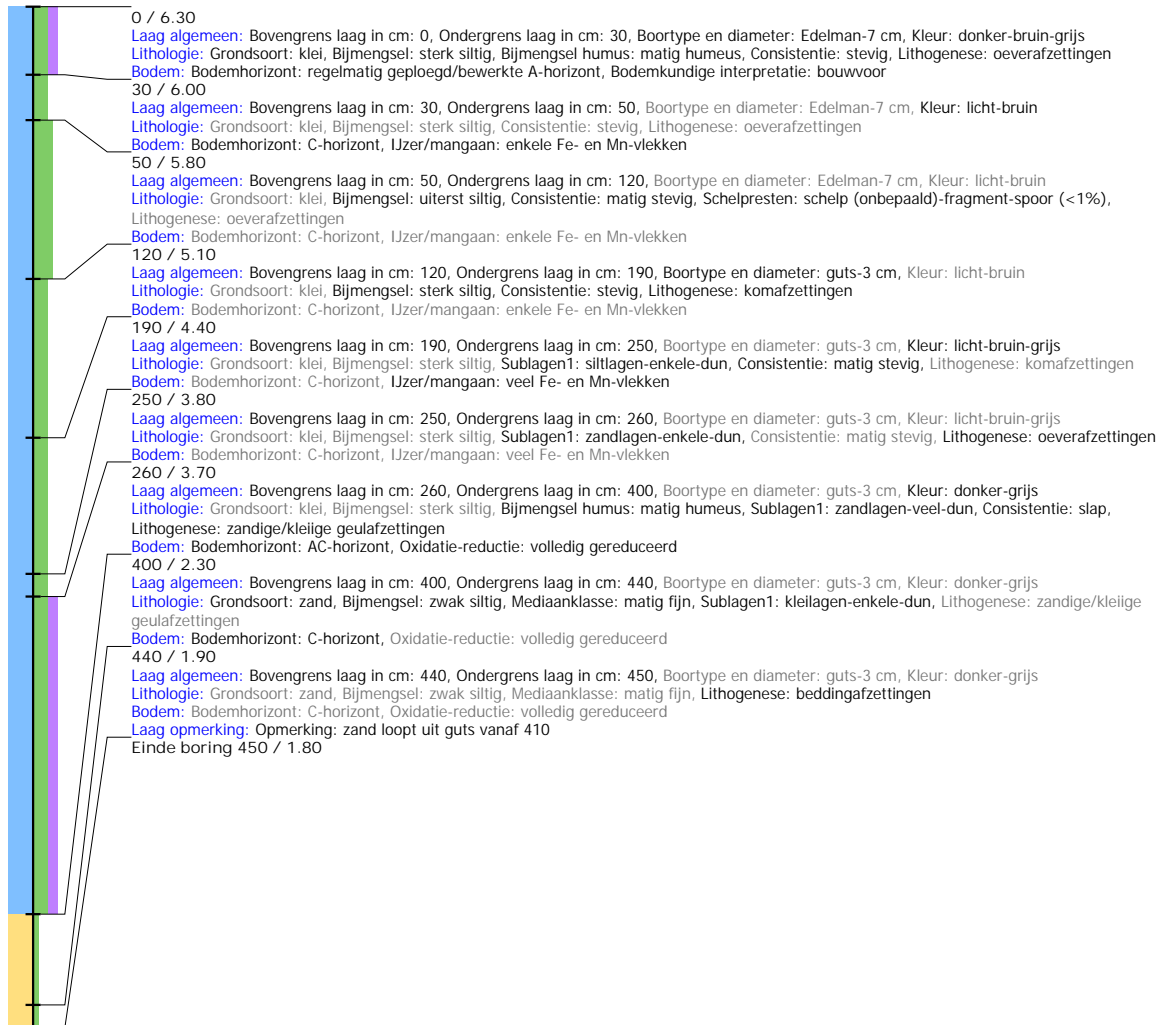 0 / 6.30
Laag algemeen: Bovengrens laag in cm: 0, Ondergrens laag in cm: 30, Boortype en diameter: Edelman-7 cm, Kleur: donker-bruin-grijs
Lithologie: Grondsoort: klei, Bijmengsel: sterk siltig, Bijmengsel humus: matig humeus, Consistentie: stevig, Lithogenese: oeverafzettingen
Bodem: Bodemhorizont: regelmatig geploegd/bewerkte A-horizont, Bodemkundige interpretatie: bouwvoor
30 / 6.00
Laag algemeen: Bovengrens laag in cm: 30, Ondergrens laag in cm: 50, Boortype en diameter: Edelman-7 cm, Kleur: licht-bruin
Lithologie: Grondsoort: klei, Bijmengsel: sterk siltig, Consistentie: stevig, Lithogenese: oeverafzettingen
Bodem: Bodemhorizont: C-horizont, IJzer/mangaan: enkele Fe- en Mn-vlekken
50 / 5.80
Laag algemeen: Bovengrens laag in cm: 50, Ondergrens laag in cm: 120, Boortype en diameter: Edelman-7 cm, Kleur: licht-bruin
Lithologie: Grondsoort: klei, Bijmengsel: uiterst siltig, Consistentie: matig stevig, Schelpresten: schelp (onbepaald)-fragment-spoor (<1%),
Lithogenese: oeverafzettingen
Bodem: Bodemhorizont: C-horizont, IJzer/mangaan: enkele Fe- en Mn-vlekken
120 / 5.10
Laag algemeen: Bovengrens laag in cm: 120, Ondergrens laag in cm: 190, Boortype en diameter: guts-3 cm, Kleur: licht-bruin
Lithologie: Grondsoort: klei, Bijmengsel: sterk siltig, Consistentie: stevig, Lithogenese: komafzettingen
Bodem: Bodemhorizont: C-horizont, IJzer/mangaan: enkele Fe- en Mn-vlekken
190 / 4.40
Laag algemeen: Bovengrens laag in cm: 190, Ondergrens laag in cm: 250, Boortype en diameter: guts-3 cm, Kleur: licht-bruin-grijs
Lithologie: Grondsoort: klei, Bijmengsel: sterk siltig, Sublagen1: siltlagen-enkele-dun, Consistentie: matig stevig, Lithogenese: komafzettingen
Bodem: Bodemhorizont: C-horizont, IJzer/mangaan: veel Fe- en Mn-vlekken
250 / 3.80
Laag algemeen: Bovengrens laag in cm: 250, Ondergrens laag in cm: 260, Boortype en diameter: guts-3 cm, Kleur: licht-bruin-grijs
Lithologie: Grondsoort: klei, Bijmengsel: sterk siltig, Sublagen1: zandlagen-enkele-dun, Consistentie: matig stevig, Lithogenese: oeverafzettingen
Bodem: Bodemhorizont: C-horizont, IJzer/mangaan: veel Fe- en Mn-vlekken
260 / 3.70
Laag algemeen: Bovengrens laag in cm: 260, Ondergrens laag in cm: 400, Boortype en diameter: guts-3 cm, Kleur: donker-grijs
Lithologie: Grondsoort: klei, Bijmengsel: sterk siltig, Bijmengsel humus: matig humeus, Sublagen1: zandlagen-veel-dun, Consistentie: slap,
Lithogenese: zandige/kleiige geulafzettingen
Bodem: Bodemhorizont: AC-horizont, Oxidatie-reductie: volledig gereduceerd
400 / 2.30
Laag algemeen: Bovengrens laag in cm: 400, Ondergrens laag in cm: 440, Boortype en diameter: guts-3 cm, Kleur: donker-grijs
Lithologie: Grondsoort: zand, Bijmengsel: zwak siltig, Mediaanklasse: matig fijn, Sublagen1: kleilagen-enkele-dun, Lithogenese: zandige/kleiige
geulafzettingen
Bodem: Bodemhorizont: C-horizont, Oxidatie-reductie: volledig gereduceerd
440 / 1.90
Laag algemeen: Bovengrens laag in cm: 440, Ondergrens laag in cm: 450, Boortype en diameter: guts-3 cm, Kleur: donker-grijs
Lithologie: Grondsoort: zand, Bijmengsel: zwak siltig, Mediaanklasse: matig fijn, Lithogenese: beddingafzettingen
Bodem: Bodemhorizont: C-horizont, Oxidatie-reductie: volledig gereduceerd
Laag opmerking: Opmerking: zand loopt uit guts vanaf 410
Einde boring 450 / 1.80